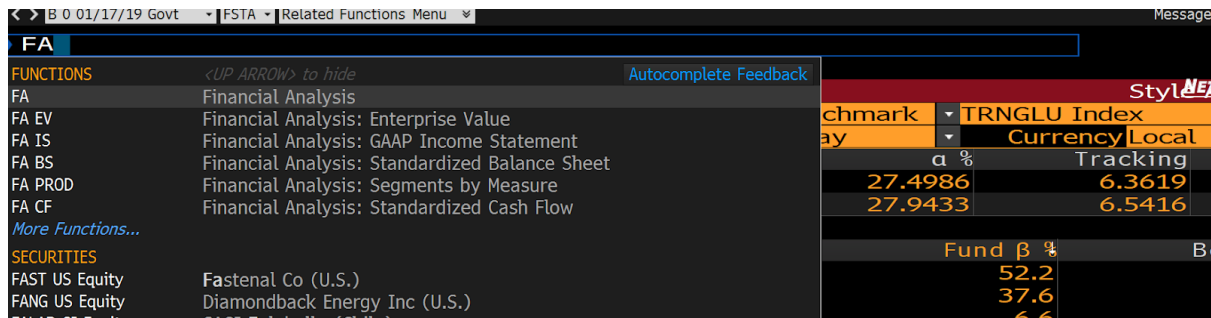 B 0 01/17/19 Govt FSTA Related Functions Menu Message
FA
FUNCTIONS <UP ARROW> to hide Autocomplete Feedback
FA Financial Analysis
FA EV Financial Analysis: Enterprise Value
FA IS Financial Analysis: GAAP Income Statement
FA BS Financial Analysis: Standardized Balance Sheet
FA PROD Financial Analysis: Segments by Measure
FA CF Financial Analysis: Standardized Cash Flow
More Functions...
SECURITIES
FAST US Equity Fastenal Co (U.S.)
FANG US Equity Diamondback Energy Inc (U.S.)
Style
chmark TRNGLU Index
ay Currency Local
α % Tracking
27.4986 6.3619
27.9433 6.5416
Fund β %
52.2
37.6
6.6